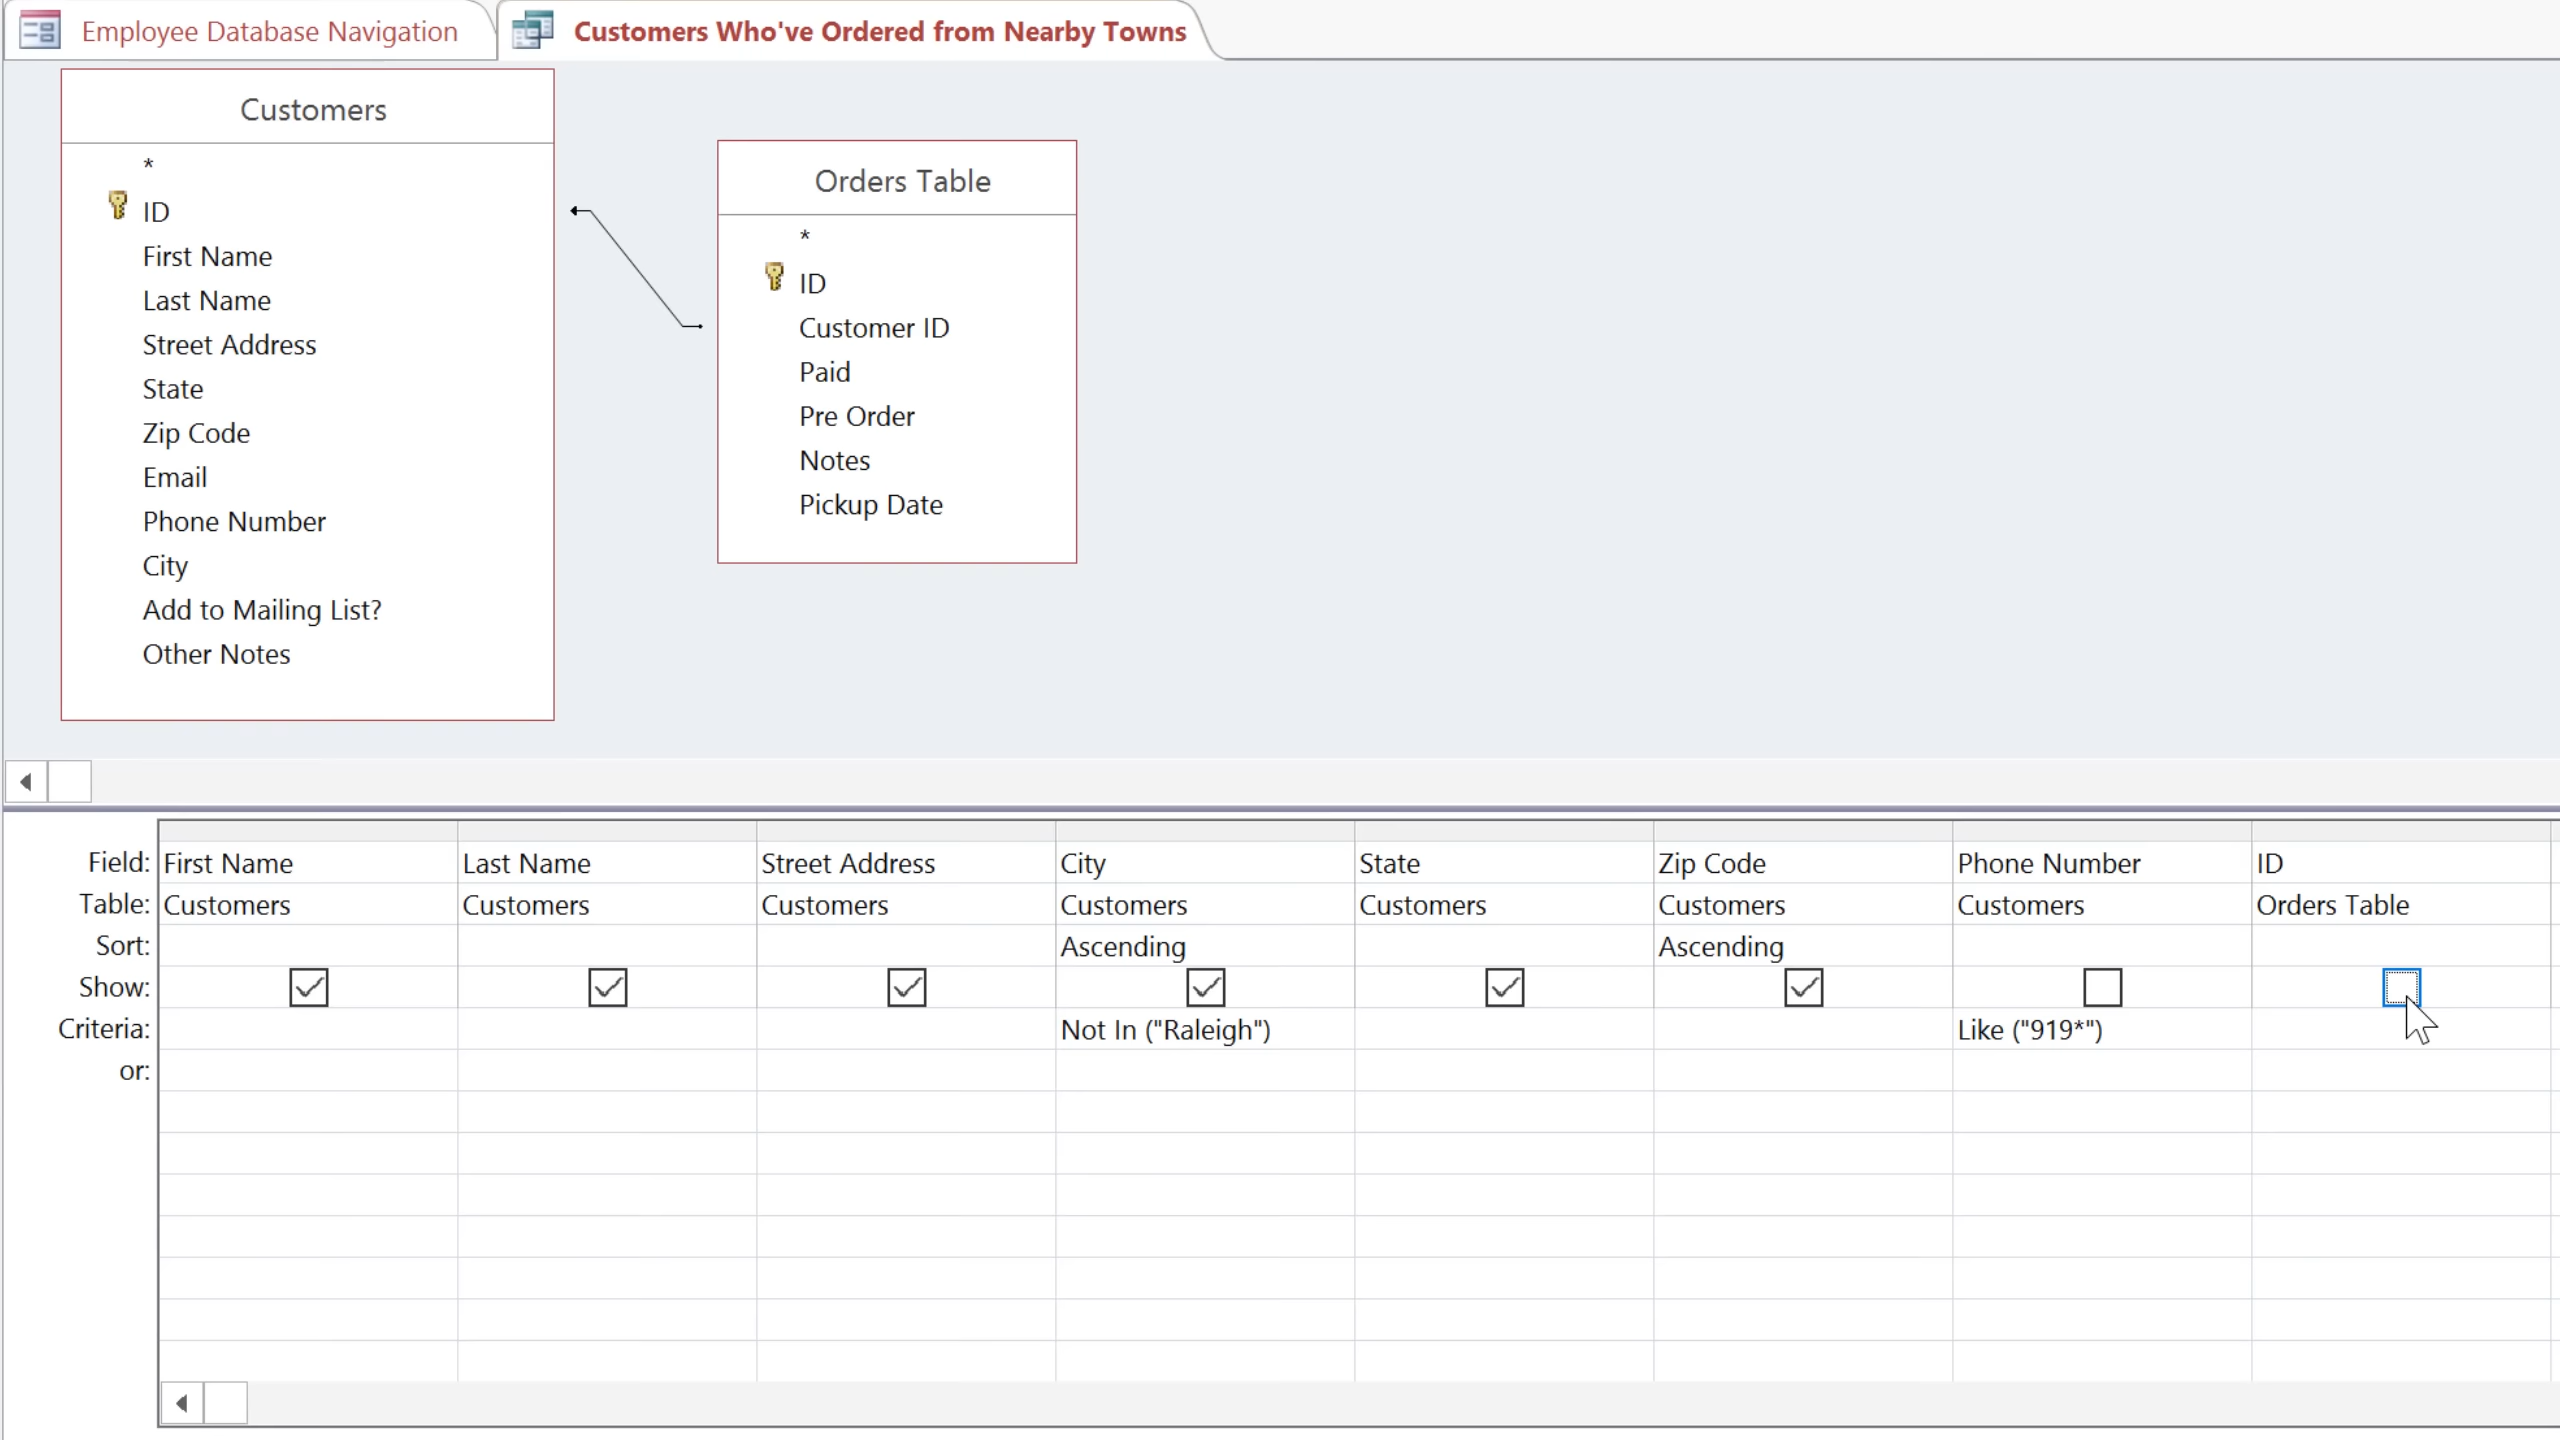 Employee Database Navigation
Customers Who've Ordered from Nearby Towns
Customers
*
ID
First Name
Last Name
Street Address
State
Zip Code
Email
Phone Number
City
Add to Mailing List?
Other Notes
Orders Table
*
ID
Customer ID
Paid
Pre Order
Notes
Pickup Date
Field: First Name Last Name Street Address City State Zip Code Phone Number ID
Table: Customers Customers Customers Customers Customers Customers Customers Orders Table
Sort: Ascending Ascending
Show:
Criteria: Not In ("Raleigh") Like ("919*")
or: